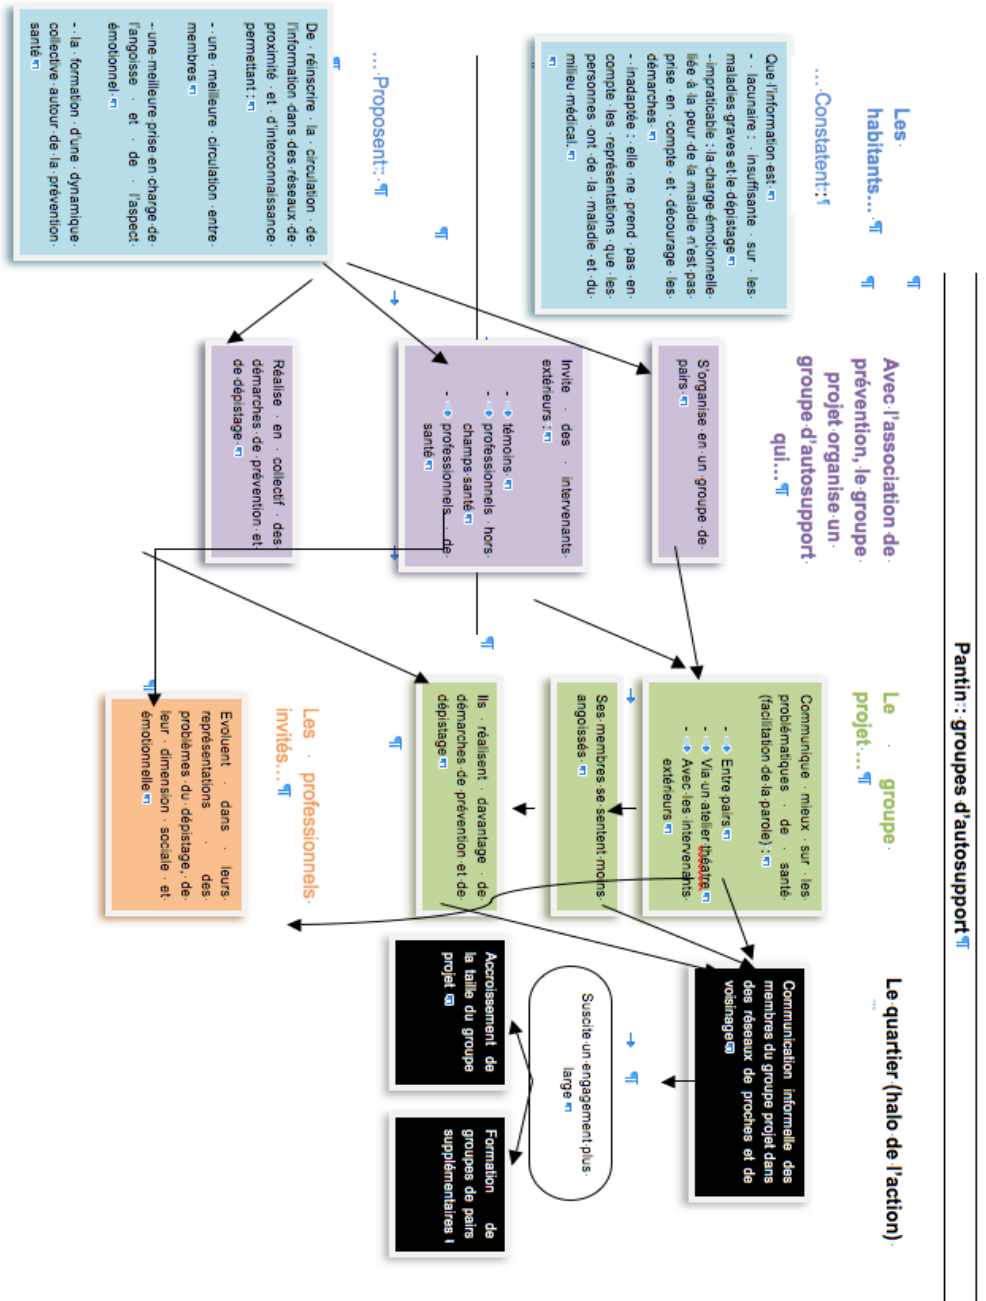 Pantin : groupes d'autosupport
Les
habitants…
… Constatent :
Que l'information est
- lacunaire : insuffisante sur les
maladies graves et le dépistage
- impraticable : la charge émotionnelle
liée à la peur de la maladie n'est pas
prise en compte et décourage les
démarches.
- inadaptée : elle ne prend pas en
compte les représentations que les
personnes ont de la maladie et du
milieu médical.
… Proposent :
De réinscrire la circulation de
l'information dans des réseaux de
proximité et d'interconnaissance
permettant :
- une meilleure circulation entre
membres
- une meilleure prise en charge de
l'angoisse et de l'aspect
émotionnel
- la formation d'une dynamique
collective autour de la prévention
santé
Avec l'association de
prévention, le groupe
projet organise un
groupe d'autosupport
qui…
S'organise en un groupe de
pairs
Invite des intervenants
extérieurs :
- témoins
- professionnels hors
champs santé
- professionnels de
santé
Réalise en collectif des
démarches de prévention et
de dépistage
Le groupe
projet…
Communique mieux sur les
problématiques de santé
(facilitation de la parole) :
- Entre pairs
- Via un atelier théatre
- Avec les intervenants
extérieurs
Ses membres se sentent moins
angoissés
Ils réalisent davantage de
démarches de prévention et de
dépistage
Les professionnels
invités…
Evoluent dans leurs
représentations des
problèmes du dépistage, de
leur dimension sociale et
émotionnelle
Le quartier (halo de l'action)
Communication informelle des
membres du groupe projet dans
des réseaux de proches et de
voisinage
Suscite un engagement plus
large
Accroissement de
la taille du groupe
projet
Formation de
groupes de pairs
supplémentaires